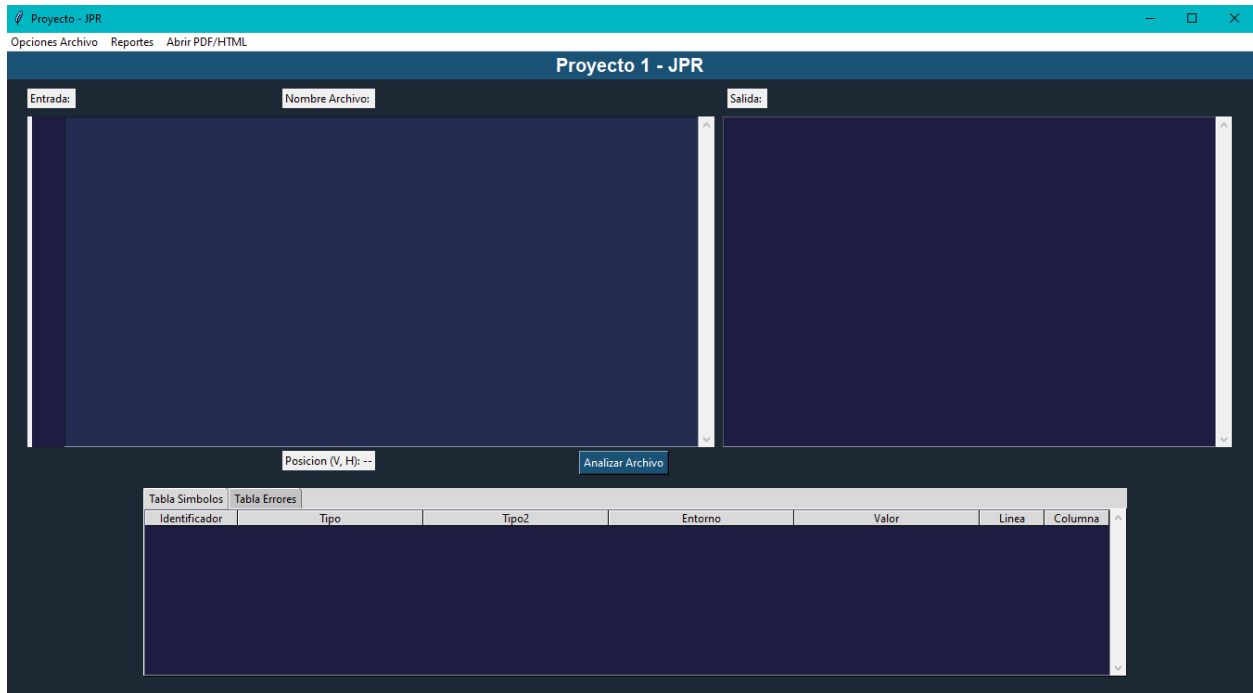 Proyecto - JPR
Opciones Archivo Reportes Abrir PDF/HTML
Proyecto 1 - JPR
Entrada: Nombre Archivo: Salida:
Posicion (V, H): -- Analizar Archivo
Tabla Simbolos Tabla Errores
Identificador Tipo Tipo2 Entorno Valor Linea Columna